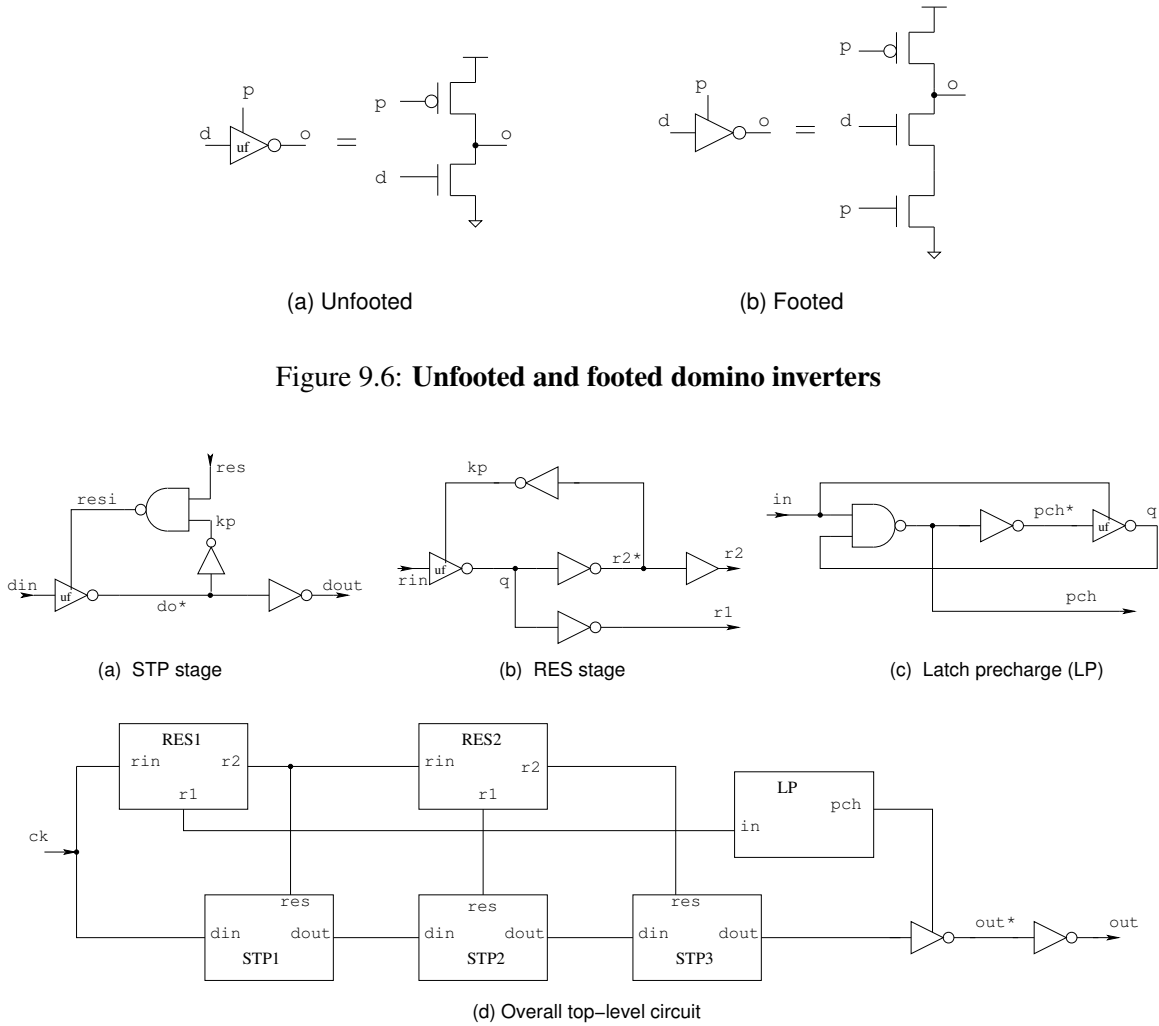 p
p
p
o
d
o
=
d
o
=
d
uf
o
d
p
(a) Unfooted
(b) Footed
Figure 9.6: Unfooted and footed domino inverters
res
resi
kp
din
uf
do*
dout
(a) STP stage
kp
rin
uf
q
r2*
r2
r1
(b) RES stage
in
pch*
uf
q
pch
(c) Latch precharge (LP)
RES1
rin
r2
r1
RES2
rin
r2
r1
LP
pch
in
ck
res
din
dout
STP1
res
din
dout
STP2
res
din
dout
STP3
out*
out
(d) Overall top–level circuit